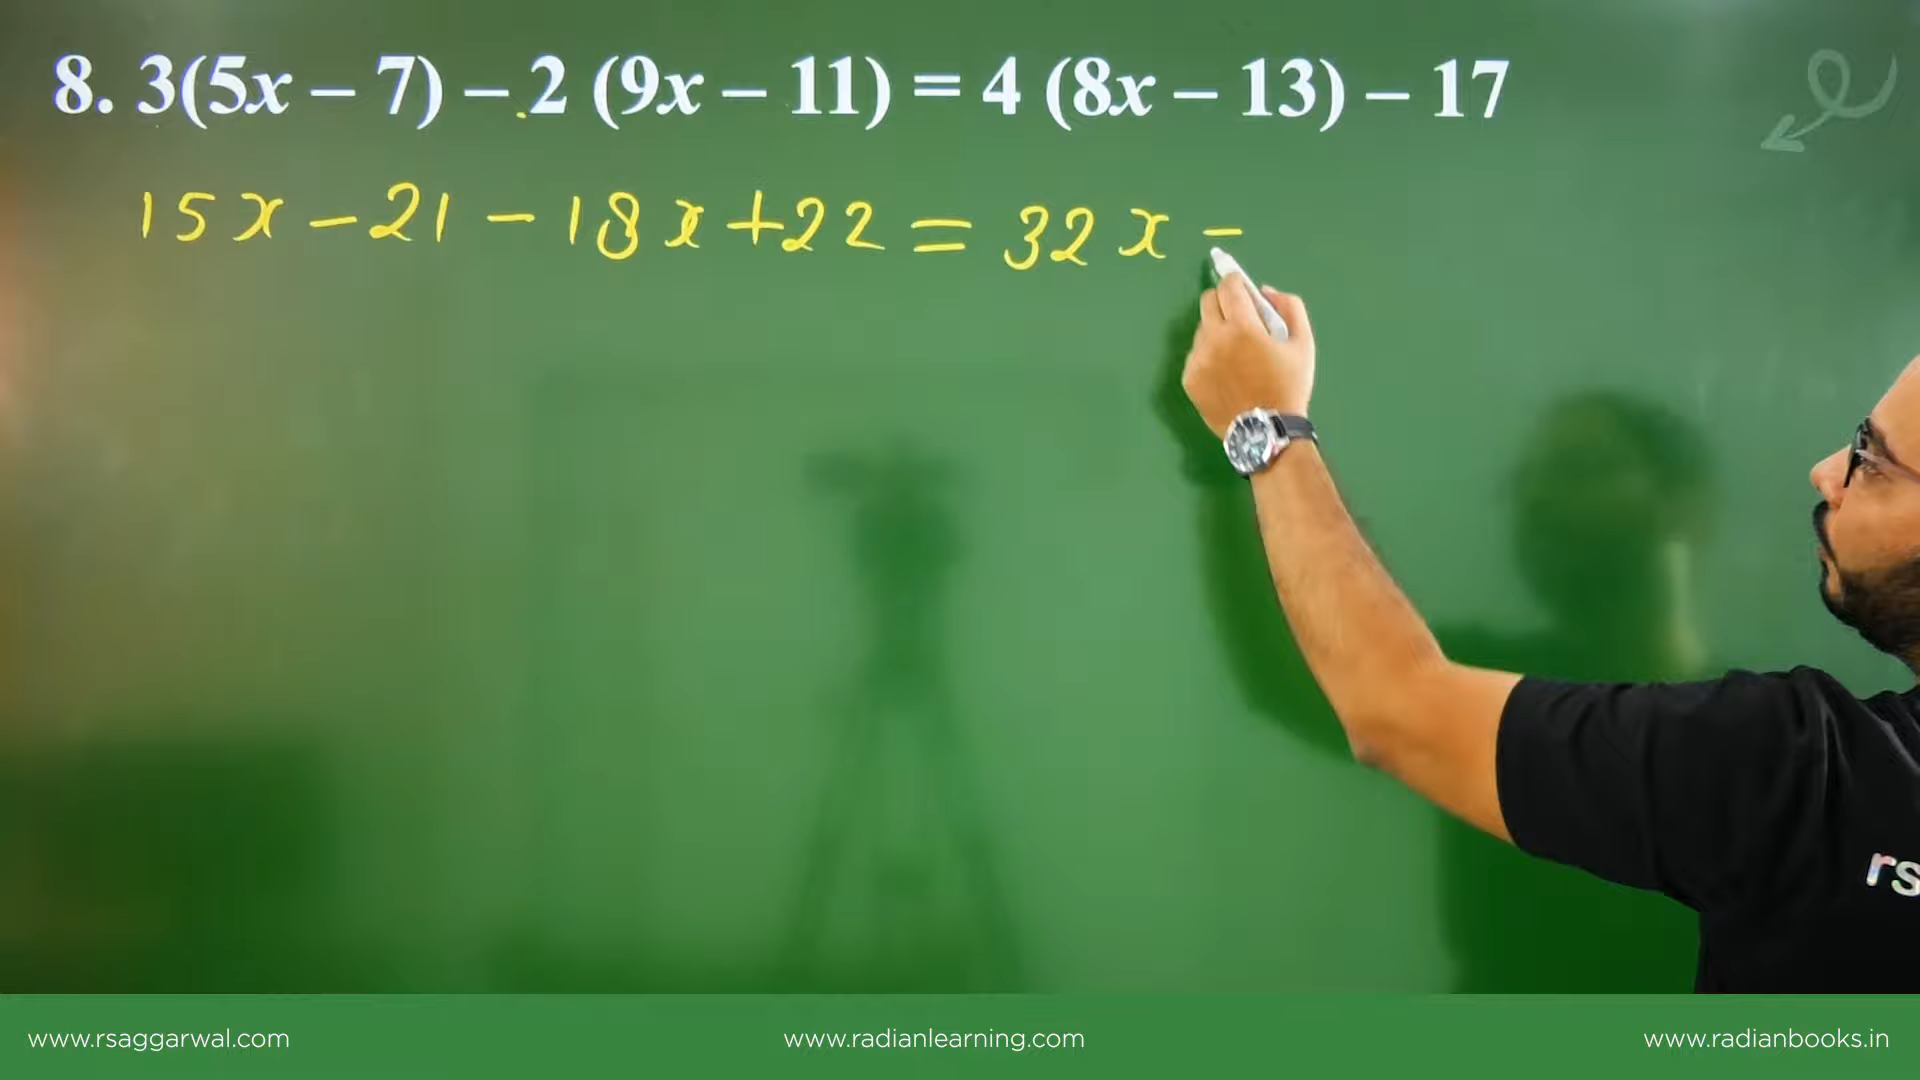 8. 3(5x – 7) – 2 (9x – 11) = 4 (8x – 13) – 17
15x – 21 – 18x + 22 = 32x –
rs
www.rsaggarwal.com
www.radianlearning.com
www.radianbooks.in